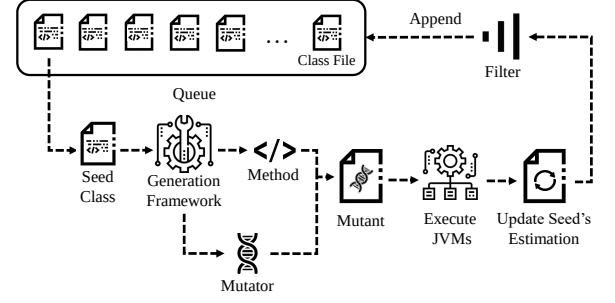 Append
...
Class File
Filter
Queue
</>
Seed
Class
Generation
Framework
Method
Mutant
Execute
JVMs
Update Seed's
Estimation
Mutator